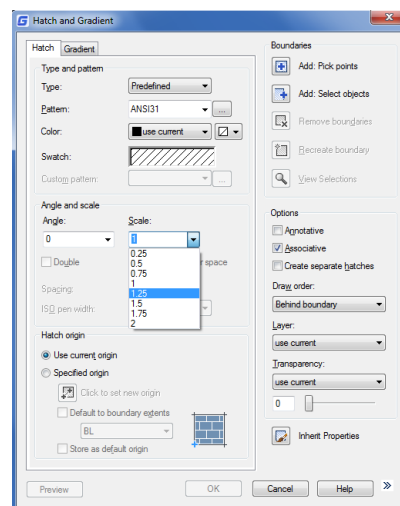 Hatch and Gradient
Hatch
Gradient
Type and pattern
Type:
Predefined
Pattern:
ANSI31
...
Color:
use current
Swatch:
Custom pattern:
...
Angle and scale
Angle:
Scale:
0
1
0.25
0.5
0.75
1
1.25
1.5
1.75
2
Double
r space
Spacing:
ISO pen width:
Hatch origin
Use current origin
Specified origin
Click to set new origin
Default to boundary extents
BL
Store as default origin
Boundaries
Add: Pick points
Add: Select objects
Remove boundaries
Recreate boundary
View Selections
Options
Annotative
Associative
Create separate hatches
Draw order:
Behind boundary
Layer:
use current
Transparency:
use current
0
Inherit Properties
Preview
OK
Cancel
Help